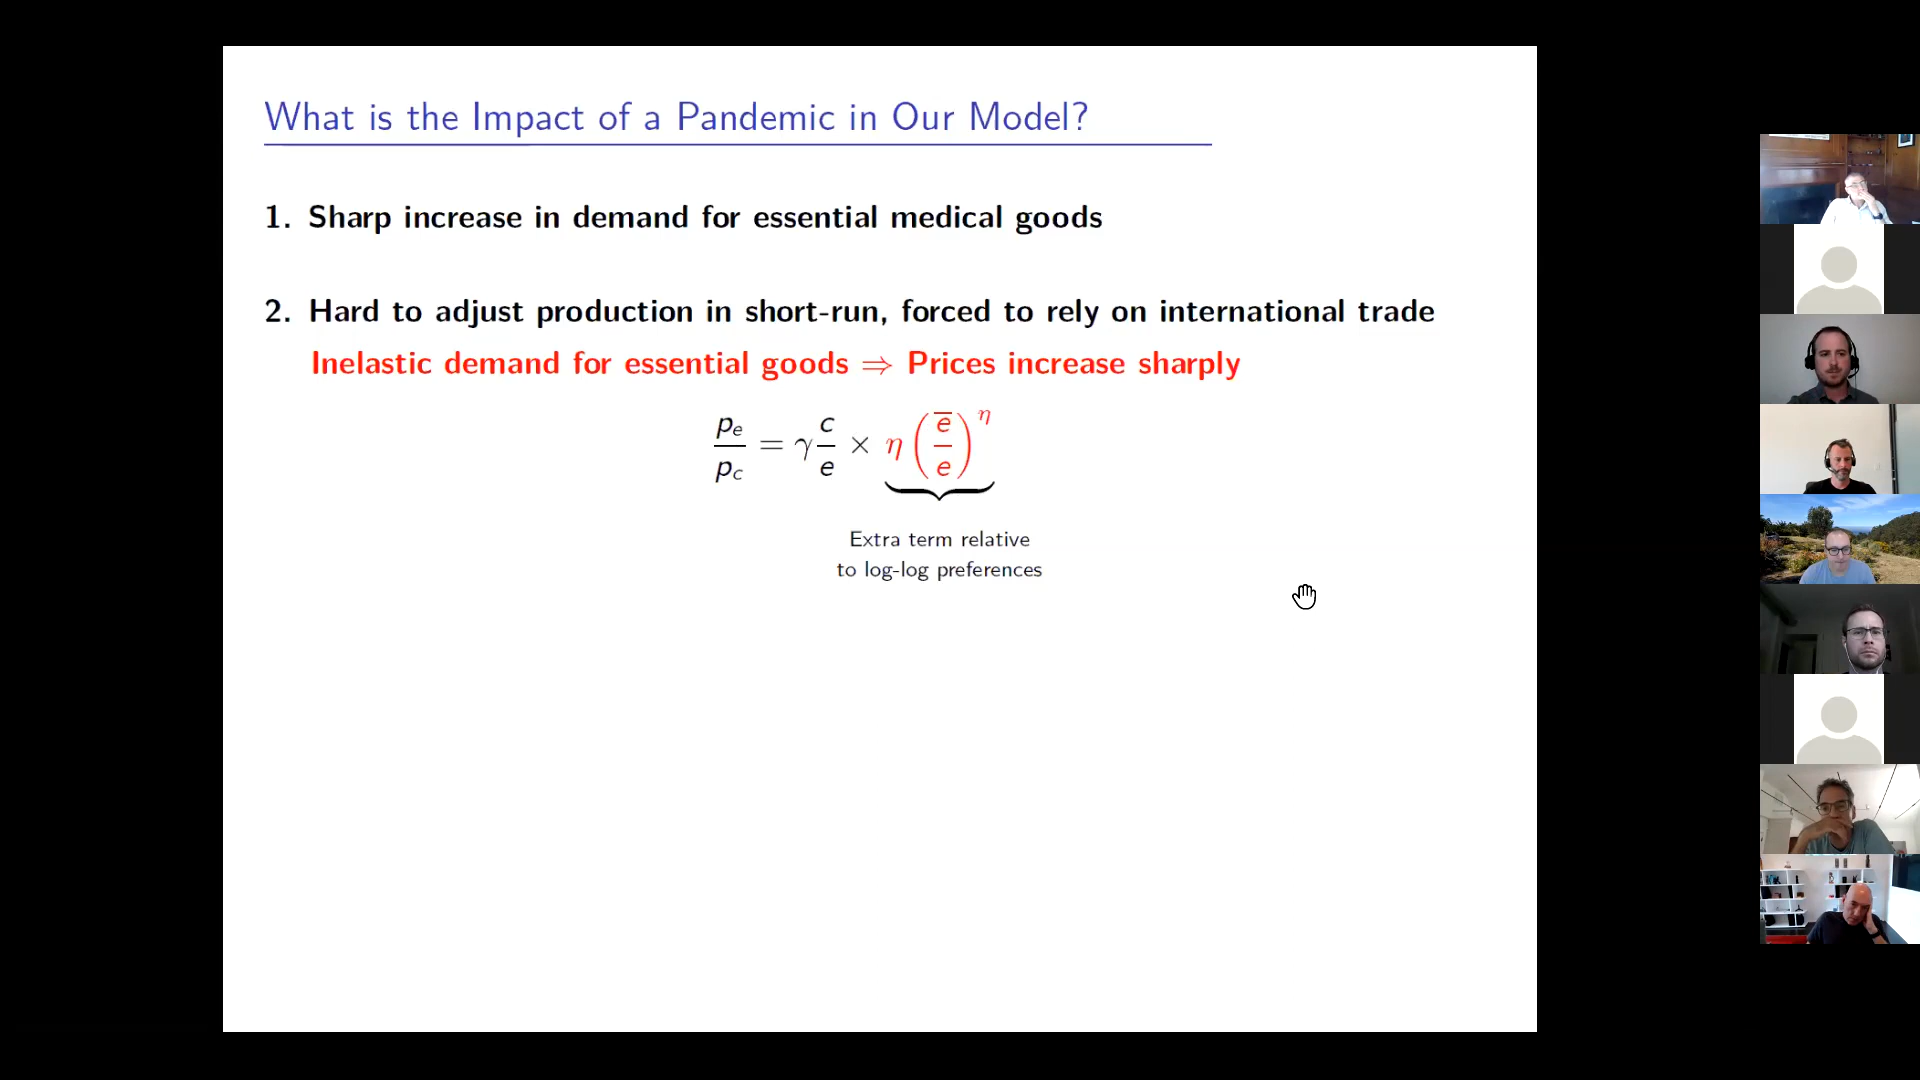 What is the Impact of a Pandemic in Our Model?
1. Sharp increase in demand for essential medical goods
2. Hard to adjust production in short-run, forced to rely on international trade
Inelastic demand for essential goods ⇒ Prices increase sharply
p_e/p_c = γ c/e × η (e̅/e)^η
Extra term relative
to log-log preferences